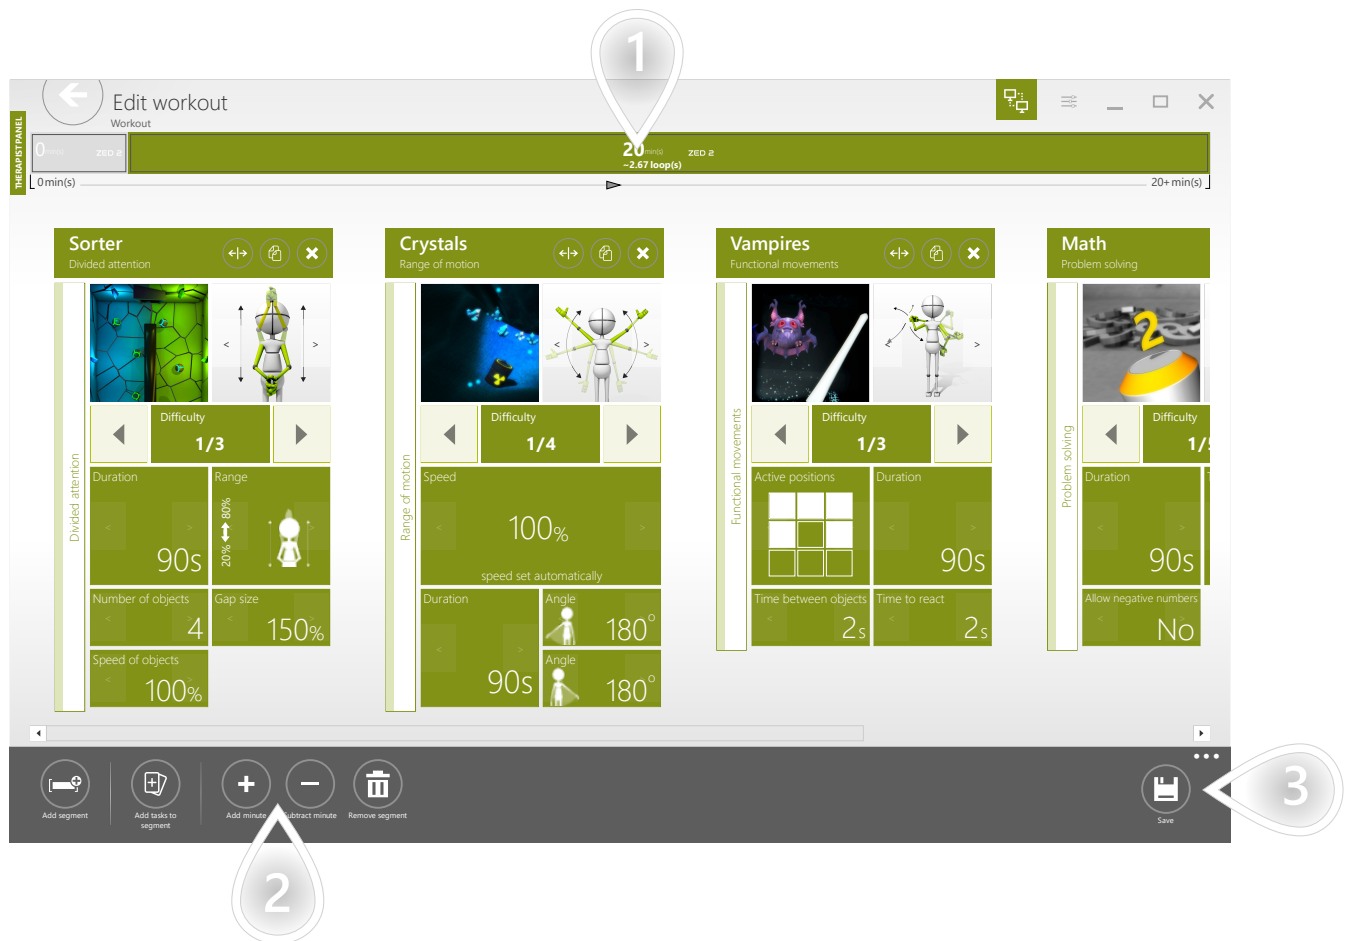 1
Edit workout
Workout
THERAPIST PANEL
0 min(s) ZED 2
20 min(s) ZED 2
~2.67 loop(s)
0 min(s)
20+ min(s)
Sorter
Divided attention
Divided attention
Difficulty
1/3
Duration
90s
Range
20% 80%
Number of objects
4
Gap size
150%
Speed of objects
100%
Crystals
Range of motion
Range of motion
Difficulty
1/4
Speed
100%
speed set automatically
Duration
90s
Angle
180°
Angle
180°
Vampires
Functional movements
Functional movements
Difficulty
1/3
Active positions
Duration
90s
Time between objects
2s
Time to react
2s
Math
Problem solving
Problem solving
2
Difficulty
1/5
Duration
90s
Allow negative numbers
No
Add segment
Add tasks to
segment
Add minute
Subtract minute
Remove segment
Save
2
3